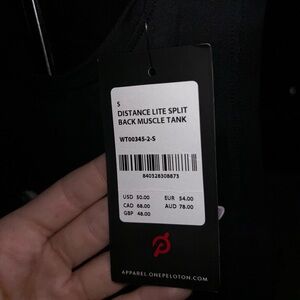 S
DISTANCE LITE SPLIT
BACK MUSCLE TANK
WT00345-2-S
840328308873
USD 50.00 EUR 54.00
CAD 68.00 AUD 78.00
GBP 48.00
APPAREL.ONEPELOTON.COM